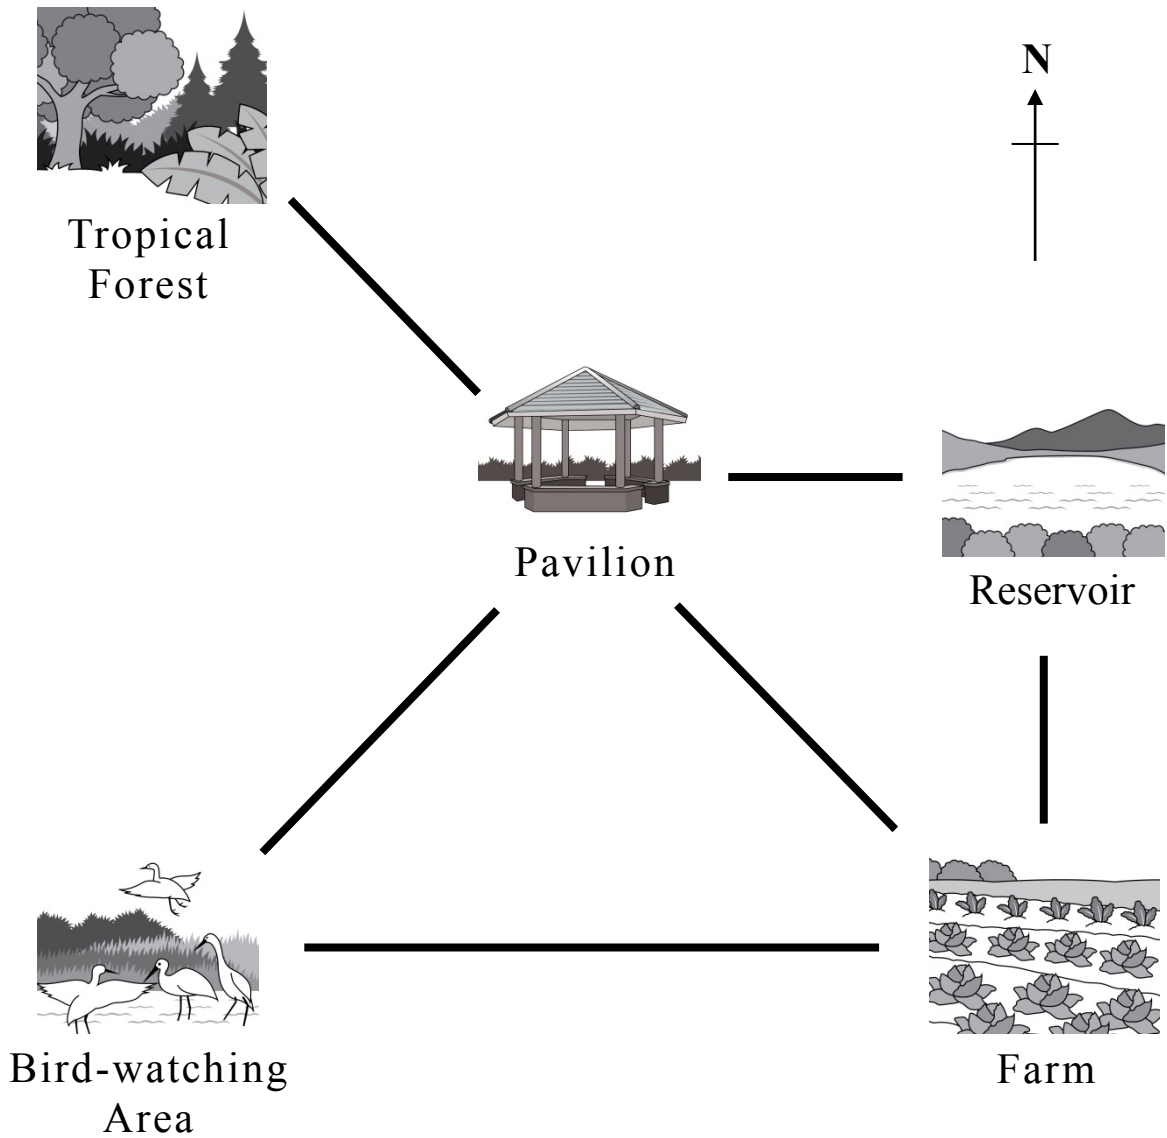 N
Tropical
Forest
Pavilion
Reservoir
Bird-watching
Area
Farm